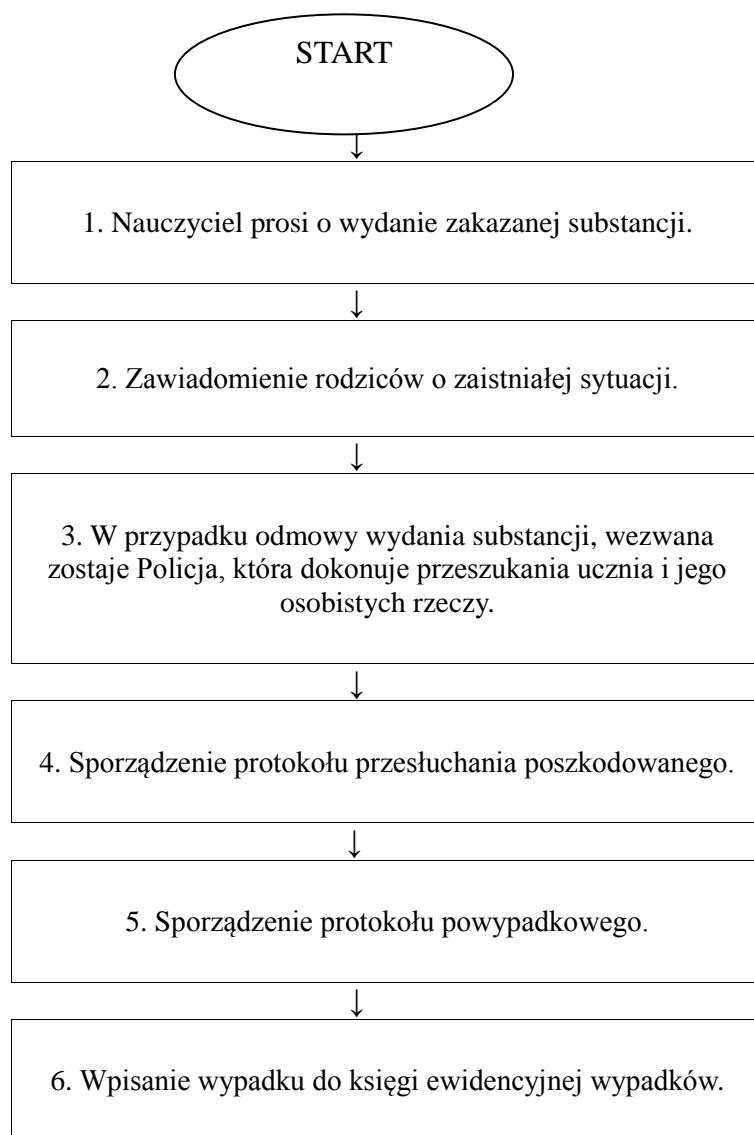 START
↓
1. Nauczyciel prosi o wydanie zakazanej substancji.
↓
2. Zawiadomienie rodziców o zaistniałej sytuacji.
↓
3. W przypadku odmowy wydania substancji, wezwana
zostaje Policja, która dokonuje przeszukania ucznia i jego
osobistych rzeczy.
↓
4. Sporządzenie protokołu przesłuchania poszkodowanego.
↓
5. Sporządzenie protokołu powypadkowego.
↓
6. Wpisanie wypadku do księgi ewidencyjnej wypadków.